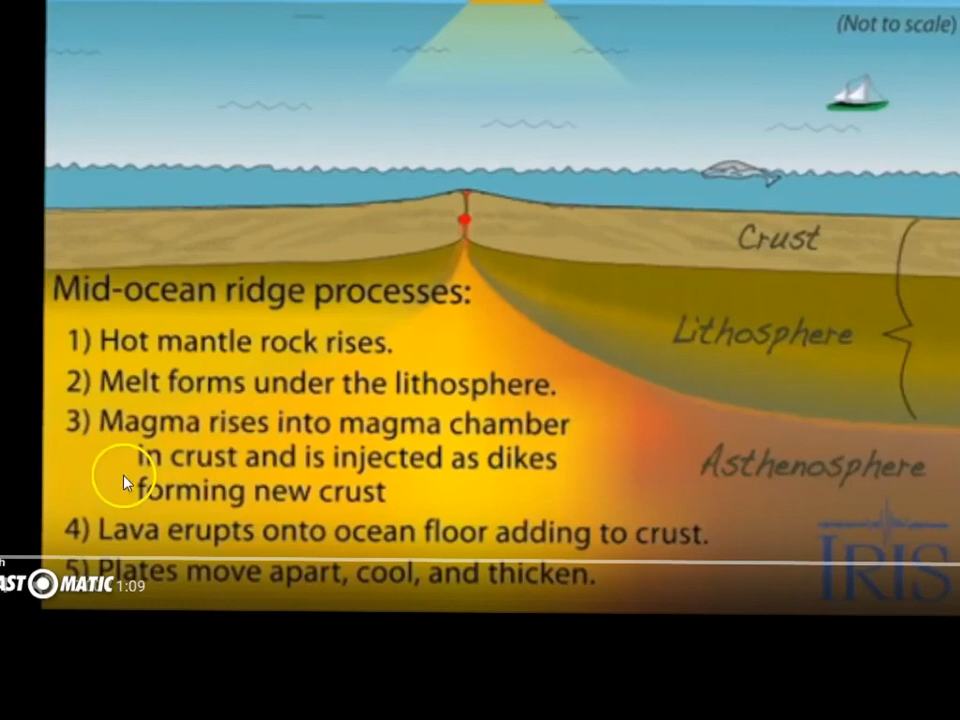 (Not to scale)
Crust
Mid-ocean ridge processes:
Lithosphere
1) Hot mantle rock rises.
2) Melt forms under the lithosphere.
3) Magma rises into magma chamber
in crust and is injected as dikes
forming new crust
Asthenosphere
4) Lava erupts onto ocean floor adding to crust.
5) Plates move apart, cool, and thicken.
IRIS
AST MATIC 1:09